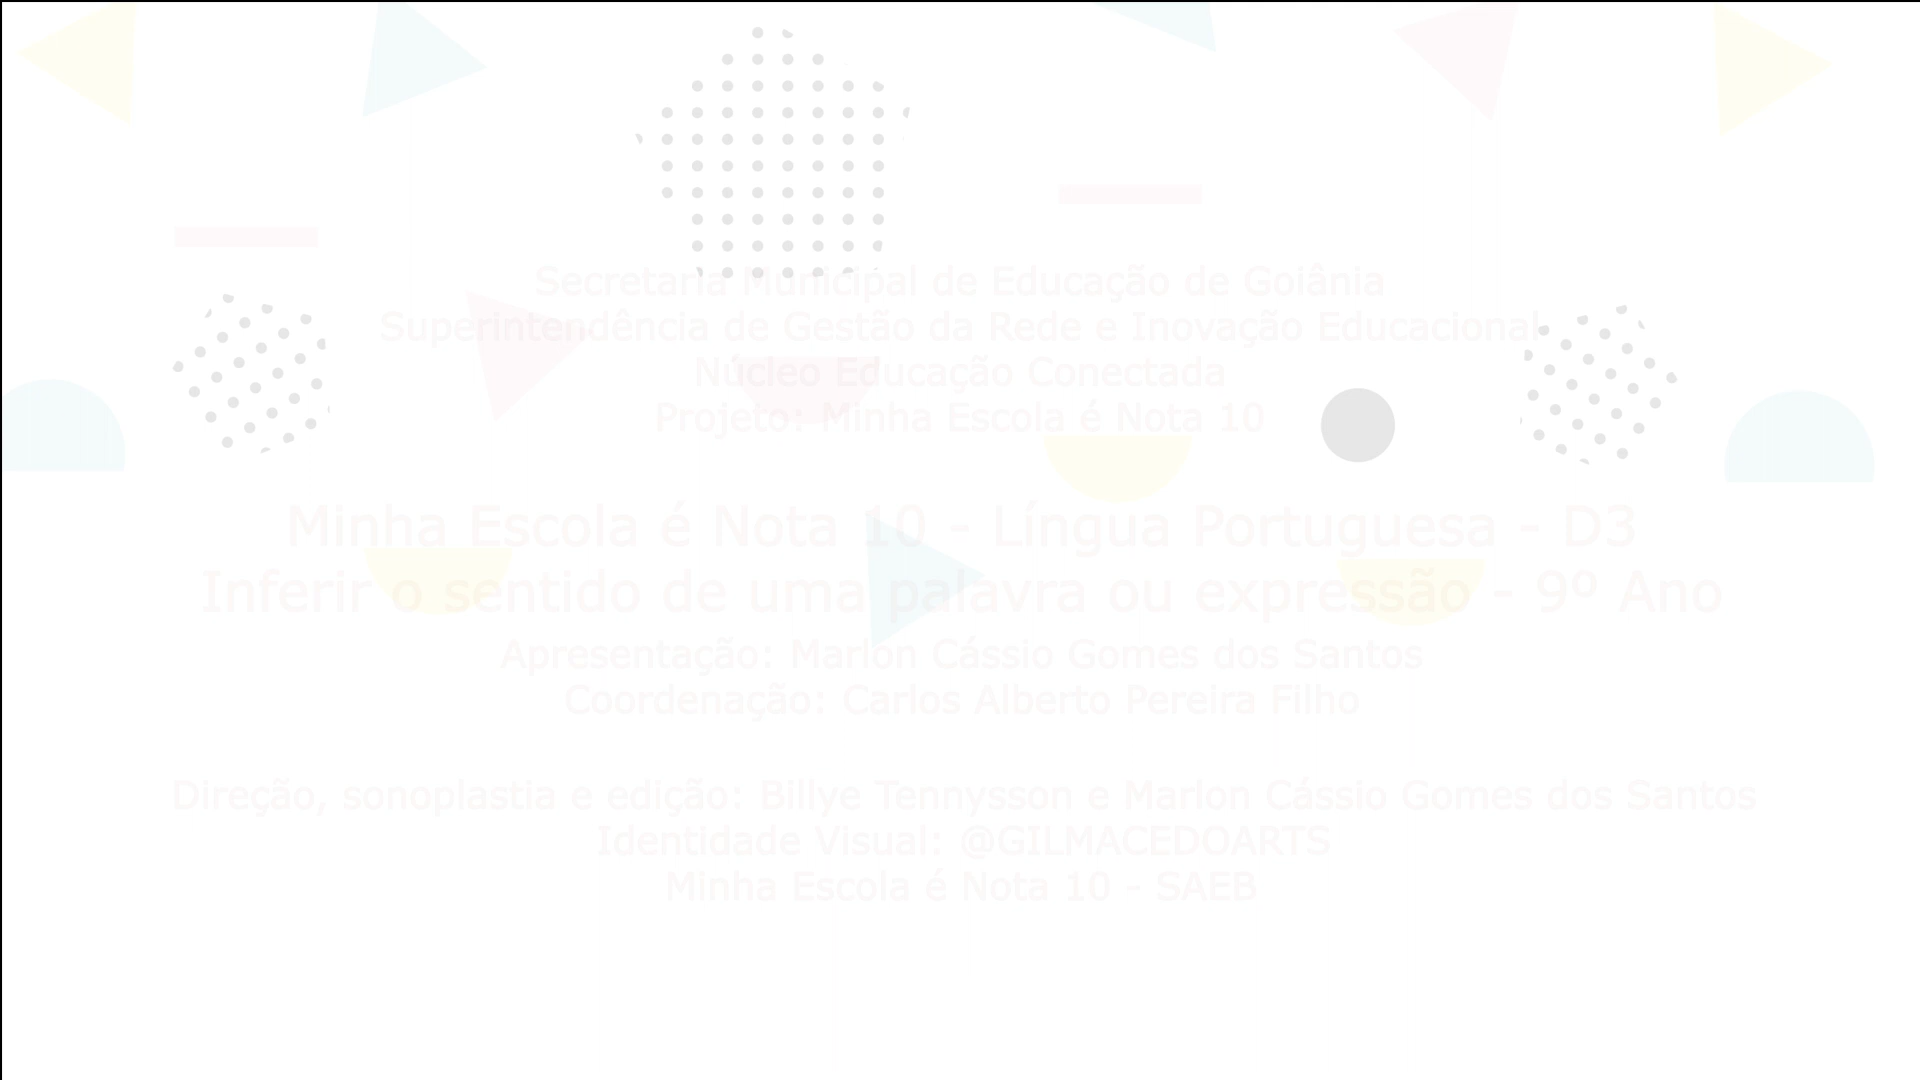 Secretaria Municipal de Educação de Goiânia
Superintendência de Gestão da Rede e Inovação Educacional
Núcleo Educação Conectada
Projeto: Minha Escola é Nota 10
Minha Escola é Nota 10 - Língua Portuguesa - D3
Inferir o sentido de uma palavra ou expressão - 9º Ano
Apresentação: Marlon Cássio Gomes dos Santos
Coordenação: Carlos Alberto Pereira Filho
Direção, sonoplastia e edição: Billye Tennysson e Marlon Cássio Gomes dos Santos
Identidade Visual: @GILMACEDOARTS
Minha Escola é Nota 10 - SAEB